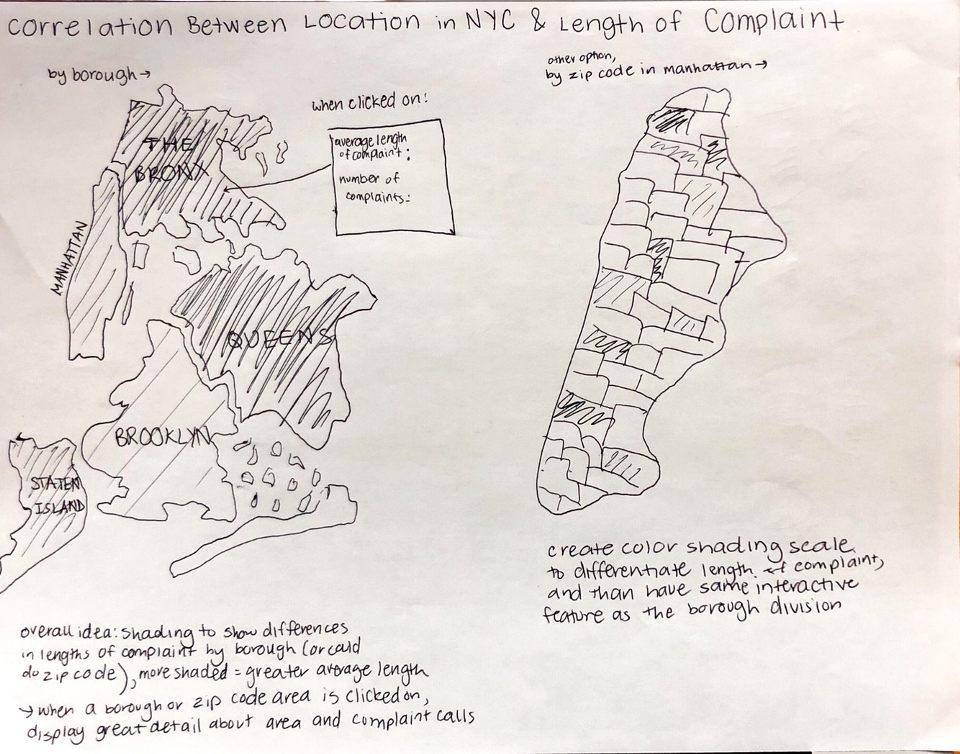 Correlation Between Location in NYC & Length of Complaint
by borough →
when clicked on:
average length
of complaint:
number of
complaints:
THE
BRONX
MANHATTAN
QUEENS
BROOKLYN
STATEN
ISLAND
overall idea: shading to show differences
in lengths of complaint by borough (or could
do zip code), more shaded = greater average length
→ when a borough or zip code area is clicked on,
display great detail about area and complaint calls
other option,
by zip code in manhattan →
create color shading scale
to differentiate length of complaint,
and than have same interactive
feature as the borough division